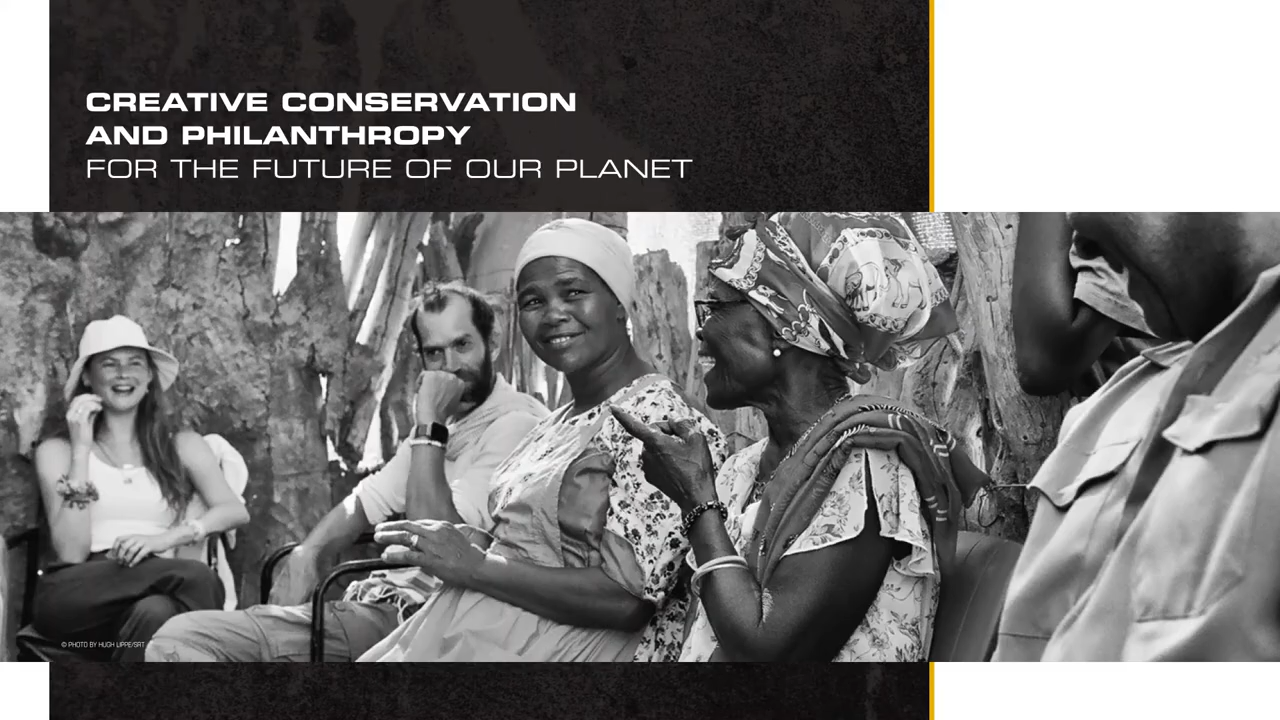 CREATIVE CONSERVATION
AND PHILANTHROPY
FOR THE FUTURE OF OUR PLANET
© PHOTO BY HUGH LIPPE/SRT